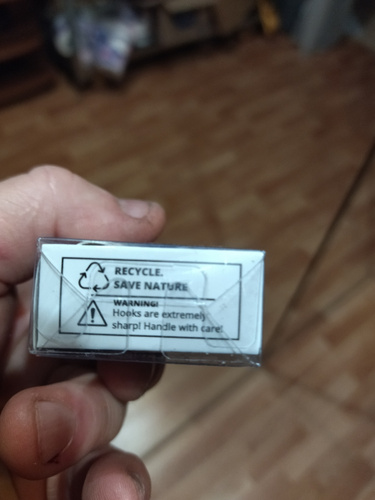 RECYCLE.
SAVE NATURE
WARNING!
Hooks are extremely
sharp! Handle with care!